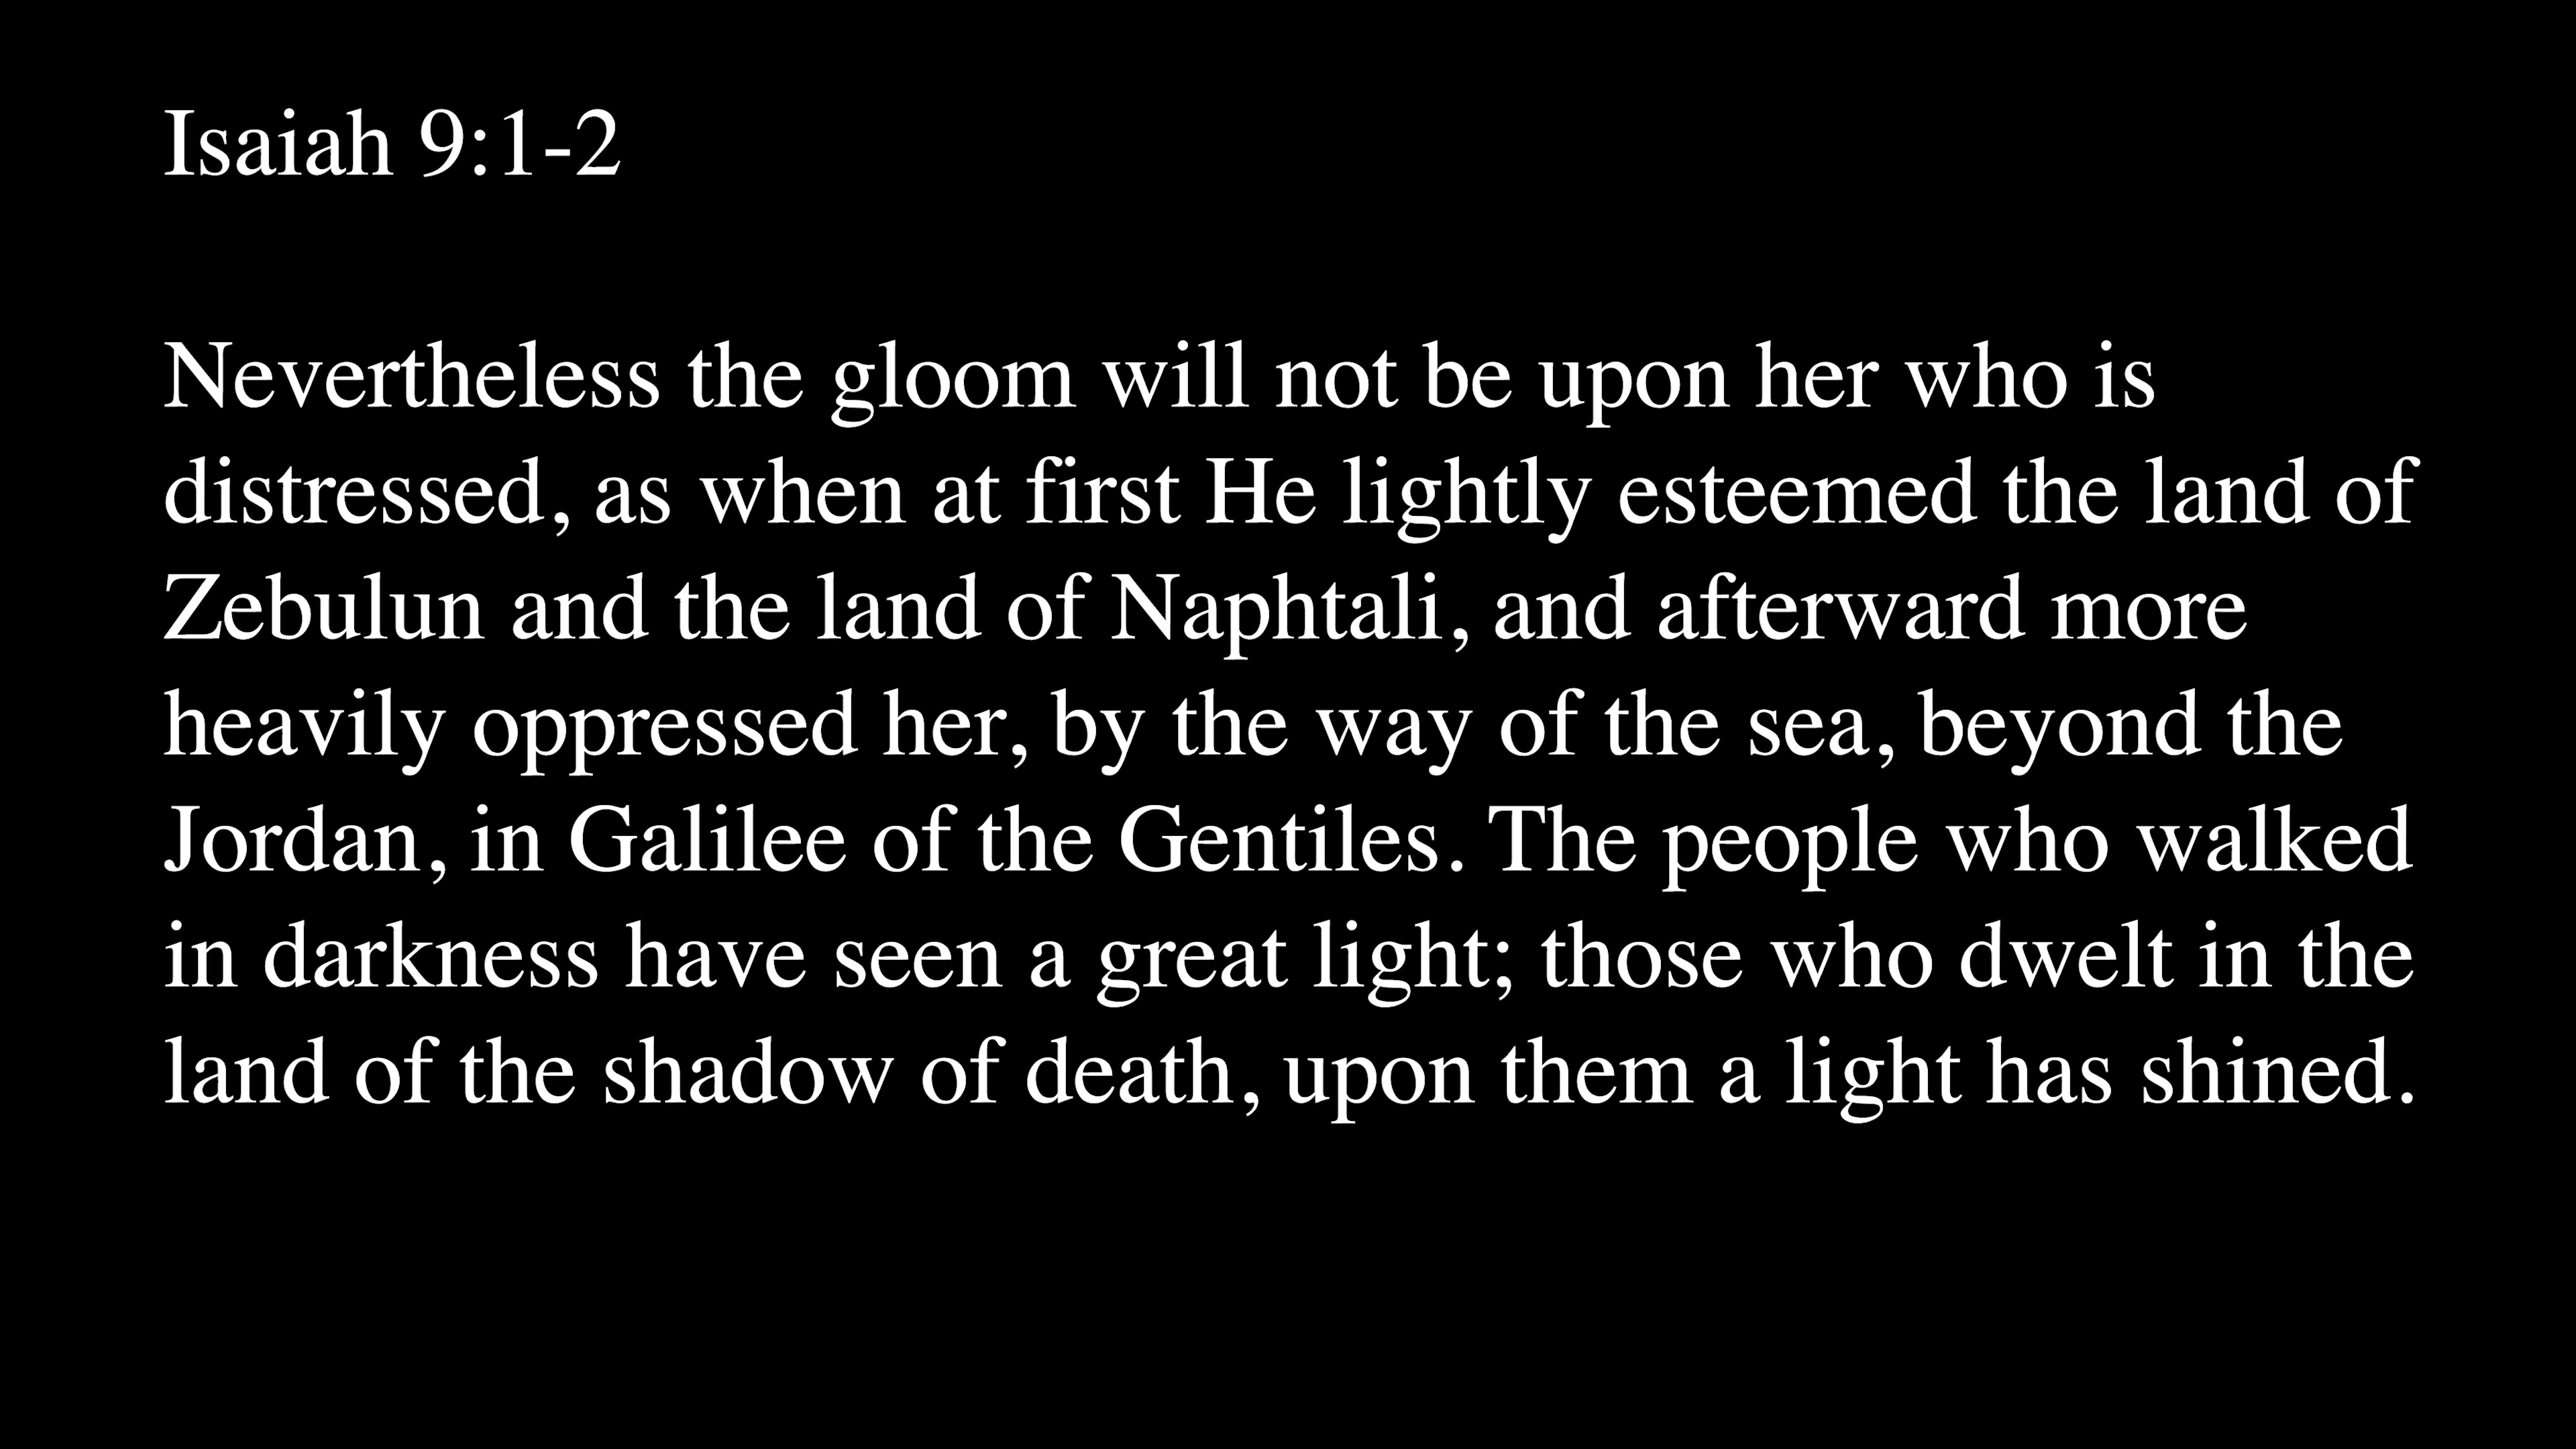 Isaiah 9:1-2
Nevertheless the gloom will not be upon her who is
distressed, as when at first He lightly esteemed the land of
Zebulun and the land of Naphtali, and afterward more
heavily oppressed her, by the way of the sea, beyond the
Jordan, in Galilee of the Gentiles. The people who walked
in darkness have seen a great light; those who dwelt in the
land of the shadow of death, upon them a light has shined.